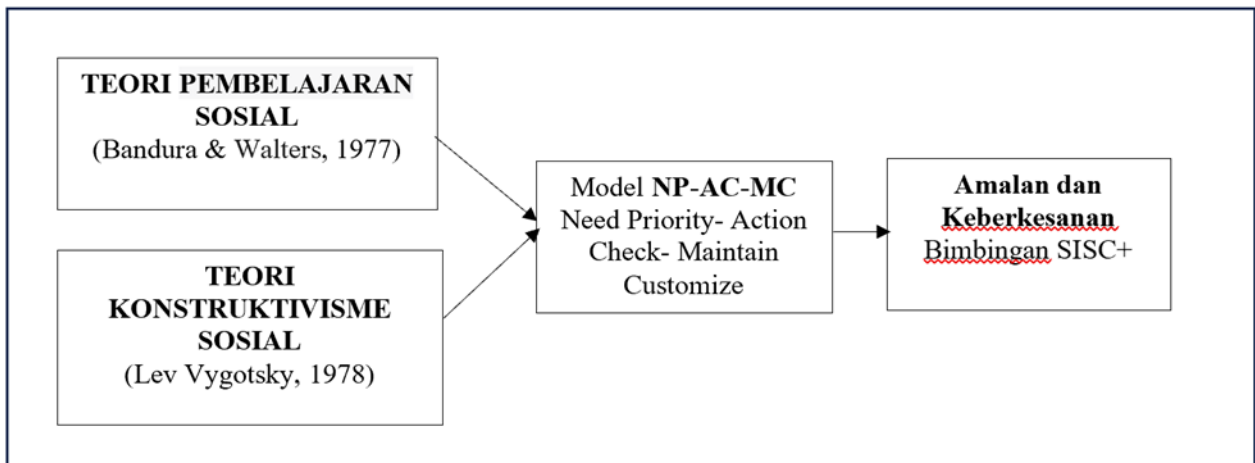 TEORI PEMBELAJARAN
SOSIAL
(Bandura & Walters, 1977)
TEORI
KONSTRUKTIVISME
SOSIAL
(Lev Vygotsky, 1978)
Model NP-AC-MC
Need Priority- Action
Check- Maintain
Customize
Amalan dan
Keberkesanan
Bimbingan SISC+